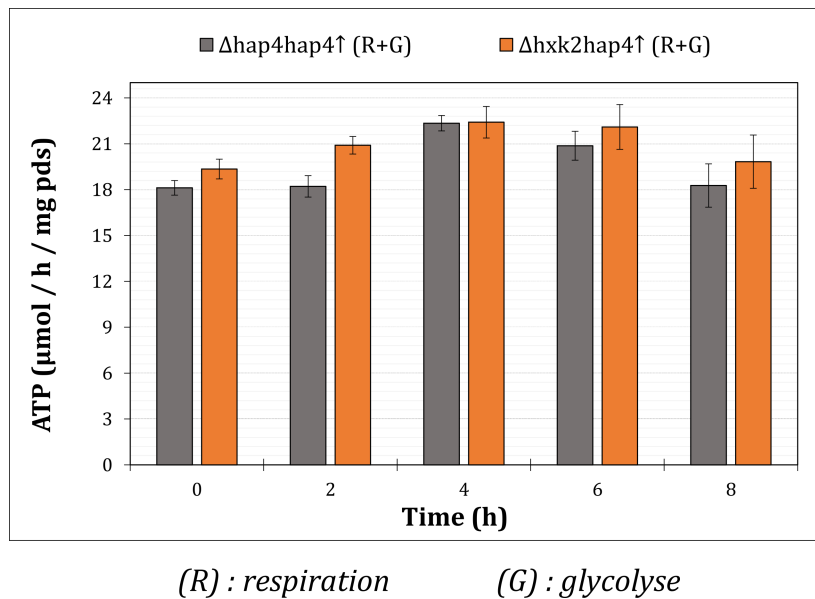 Δhap4hap4↑ (R+G) Δhxk2hap4↑ (R+G)
24
21
18
15
12
9
6
3
0
ATP (µmol / h / mg pds)
0 2 4 6 8
Time (h)
(R) : respiration (G) : glycolyse